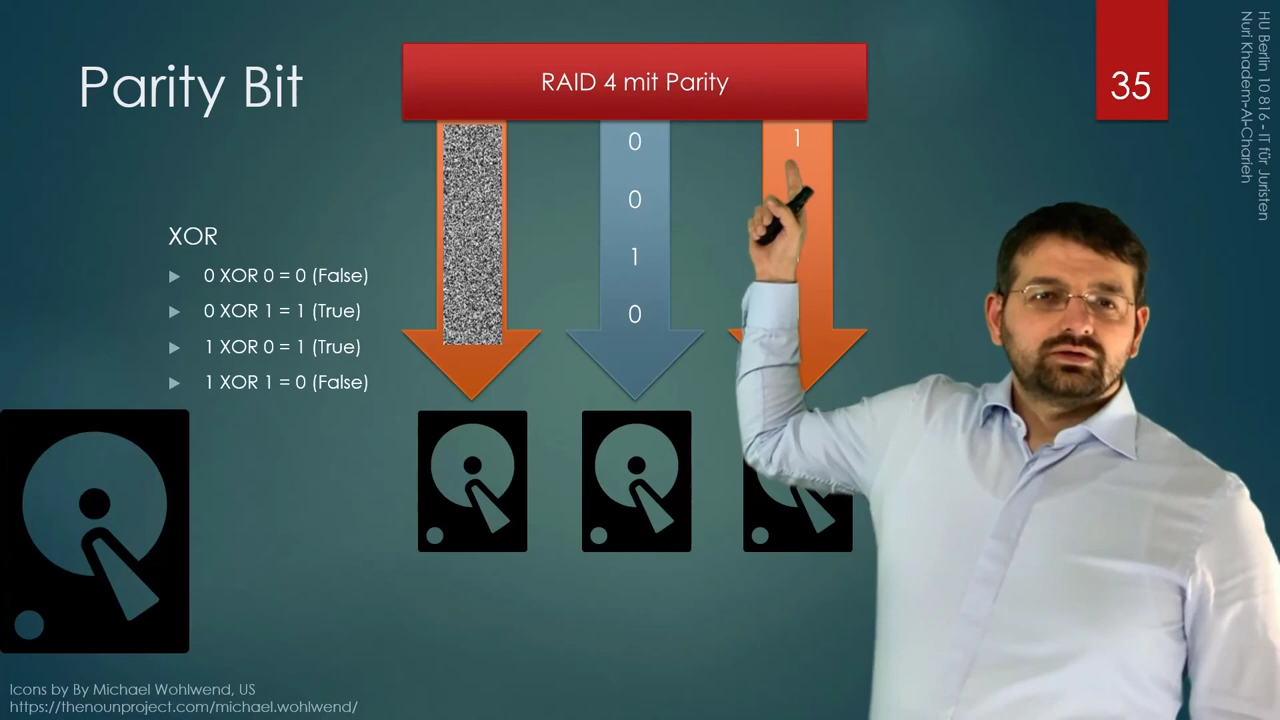 Parity Bit
RAID 4 mit Parity
35
HU Berlin 10 816 - IT für Juristen
Nuri Khadem-Al-Charieh
0
0
1
0
1
XOR
0 XOR 0 = 0 (False)
0 XOR 1 = 1 (True)
1 XOR 0 = 1 (True)
1 XOR 1 = 0 (False)
Icons by By Michael Wohlwend, US
https://thenounproject.com/michael.wohlwend/